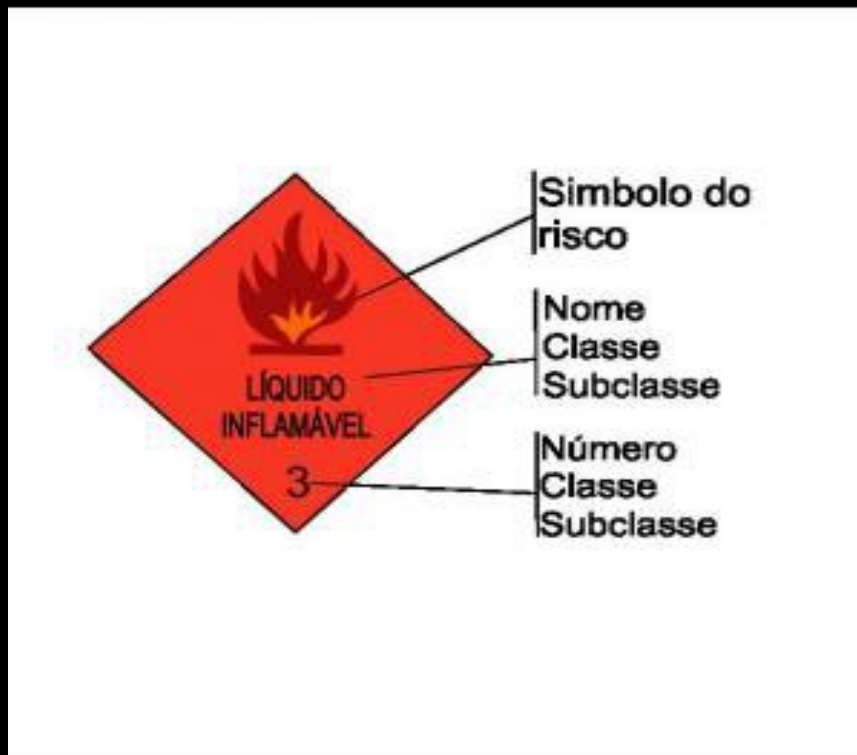 LÍQUIDO
INFLAMÁVEL
3
Simbolo do
risco
Nome
Classe
Subclasse
Número
Classe
Subclasse